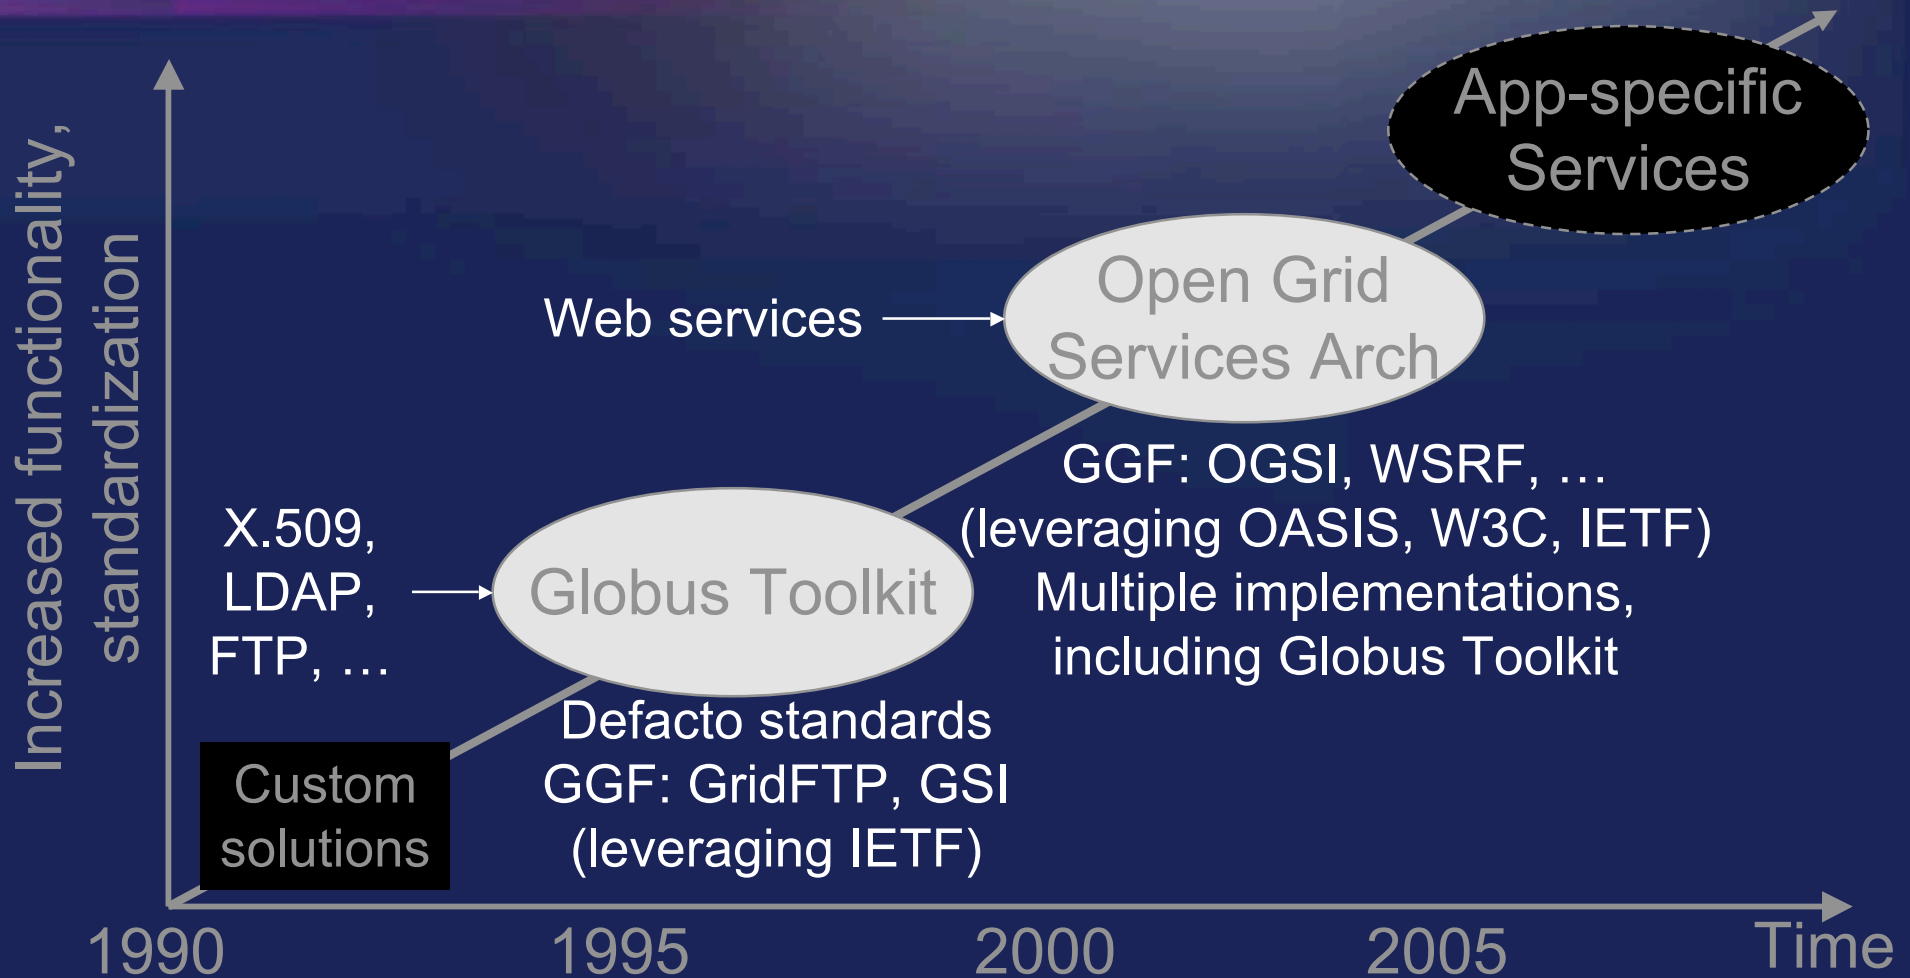 Increased functionality,
standardization
App-specific
Services
Open Grid
Services Arch
Web services
GGF: OGSI, WSRF, …
(leveraging OASIS, W3C, IETF)
Multiple implementations,
including Globus Toolkit
X.509,
LDAP,
FTP, …
Globus Toolkit
Defacto standards
GGF: GridFTP, GSI
(leveraging IETF)
Custom
solutions
1990 1995 2000 2005 Time